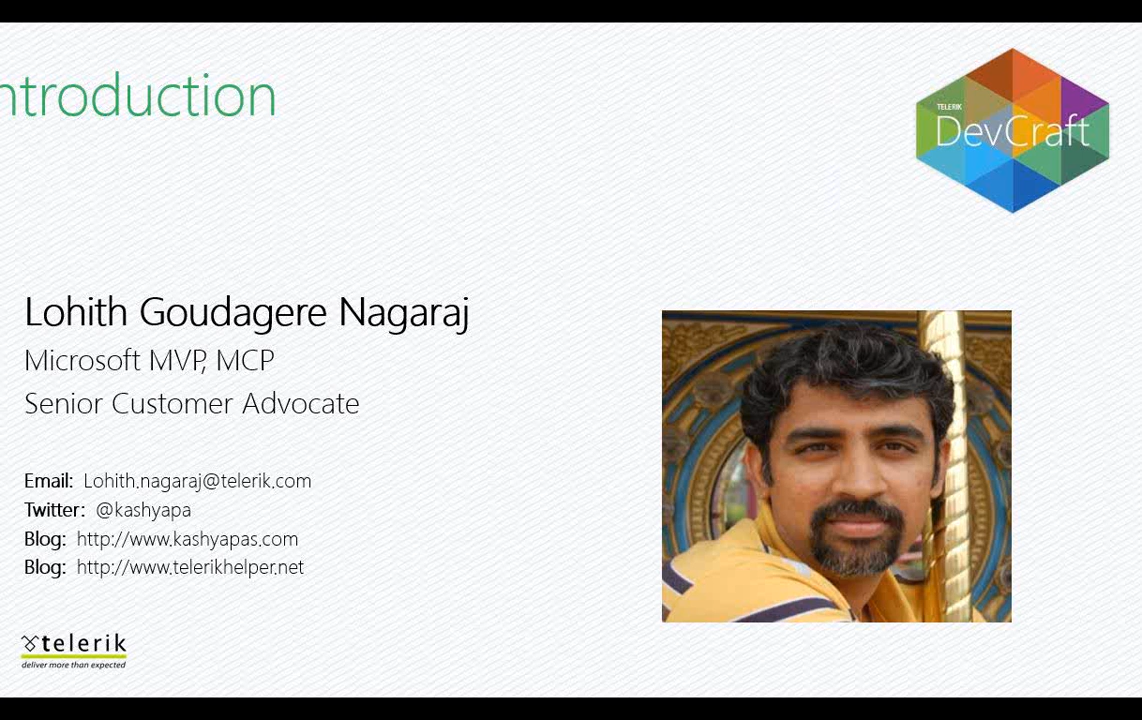 ntroduction
TELERIK
DevCraft
Lohith Goudagere Nagaraj
Microsoft MVP, MCP
Senior Customer Advocate
Email: Lohith.nagaraj@telerik.com
Twitter: @kashyapa
Blog: http://www.kashyapas.com
Blog: http://www.telerikhelper.net
telerik
deliver more than expected